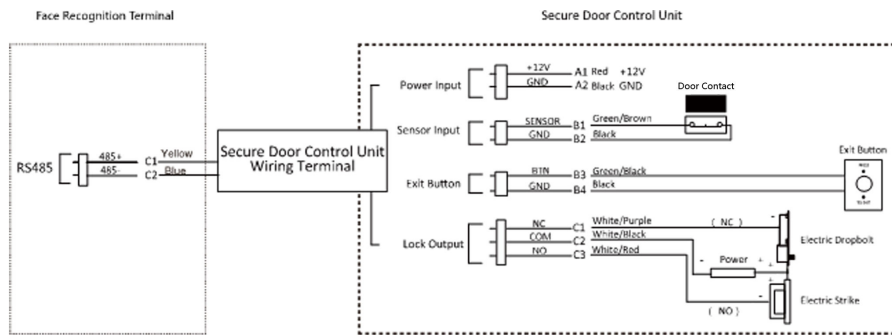 Face Recognition Terminal
Secure Door Control Unit
RS485
485+ C1 Yellow
485- C2 Blue
Secure Door Control Unit
Wiring Terminal
Power Input
+12V A1 Red +12V
GND A2 Black GND
Door Contact
Sensor Input
SENSOR B1 Green/Brown
GND B2 Black
Exit Button
Exit Button
BTN B3 Green/Black
GND B4 Black
Lock Output
NC C1 White/Purple ( NC ) -
COM C2 White/Black
NO C3 White/Red
Electric Dropbolt
- Power + +
+
- Electric Strike
( NO )